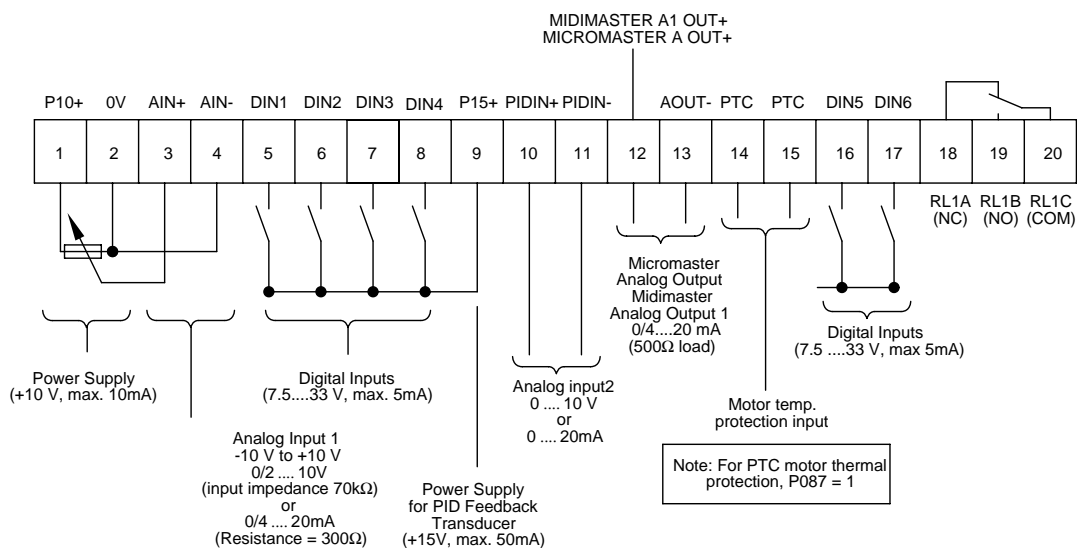 MIDIMASTER A1 OUT+
MICROMASTER A OUT+
P10+ 0V AIN+ AIN- DIN1 DIN2 DIN3 DIN4 P15+ PIDIN+ PIDIN- AOUT- PTC PTC DIN5 DIN6
1 2 3 4 5 6 7 8 9 10 11 12 13 14 15 16 17 18 19 20
RL1A RL1B RL1C
(NC) (NO) (COM)
Power Supply
(+10 V, max. 10mA)
Analog Input 1
-10 V to +10 V
0/2 .... 10V
(input impedance 70kΩ)
or
0/4 .... 20mA
(Resistance = 300Ω)
Digital Inputs
(7.5....33 V, max. 5mA)
Power Supply
for PID Feedback
Transducer
(+15V, max. 50mA)
Analog input2
0 .... 10 V
or
0 .... 20mA
Micromaster
Analog Output
Midimaster
Analog Output 1
0/4....20 mA
(500Ω load)
Motor temp.
protection input
Note: For PTC motor thermal
protection, P087 = 1
Digital Inputs
(7.5 ....33 V, max 5mA)